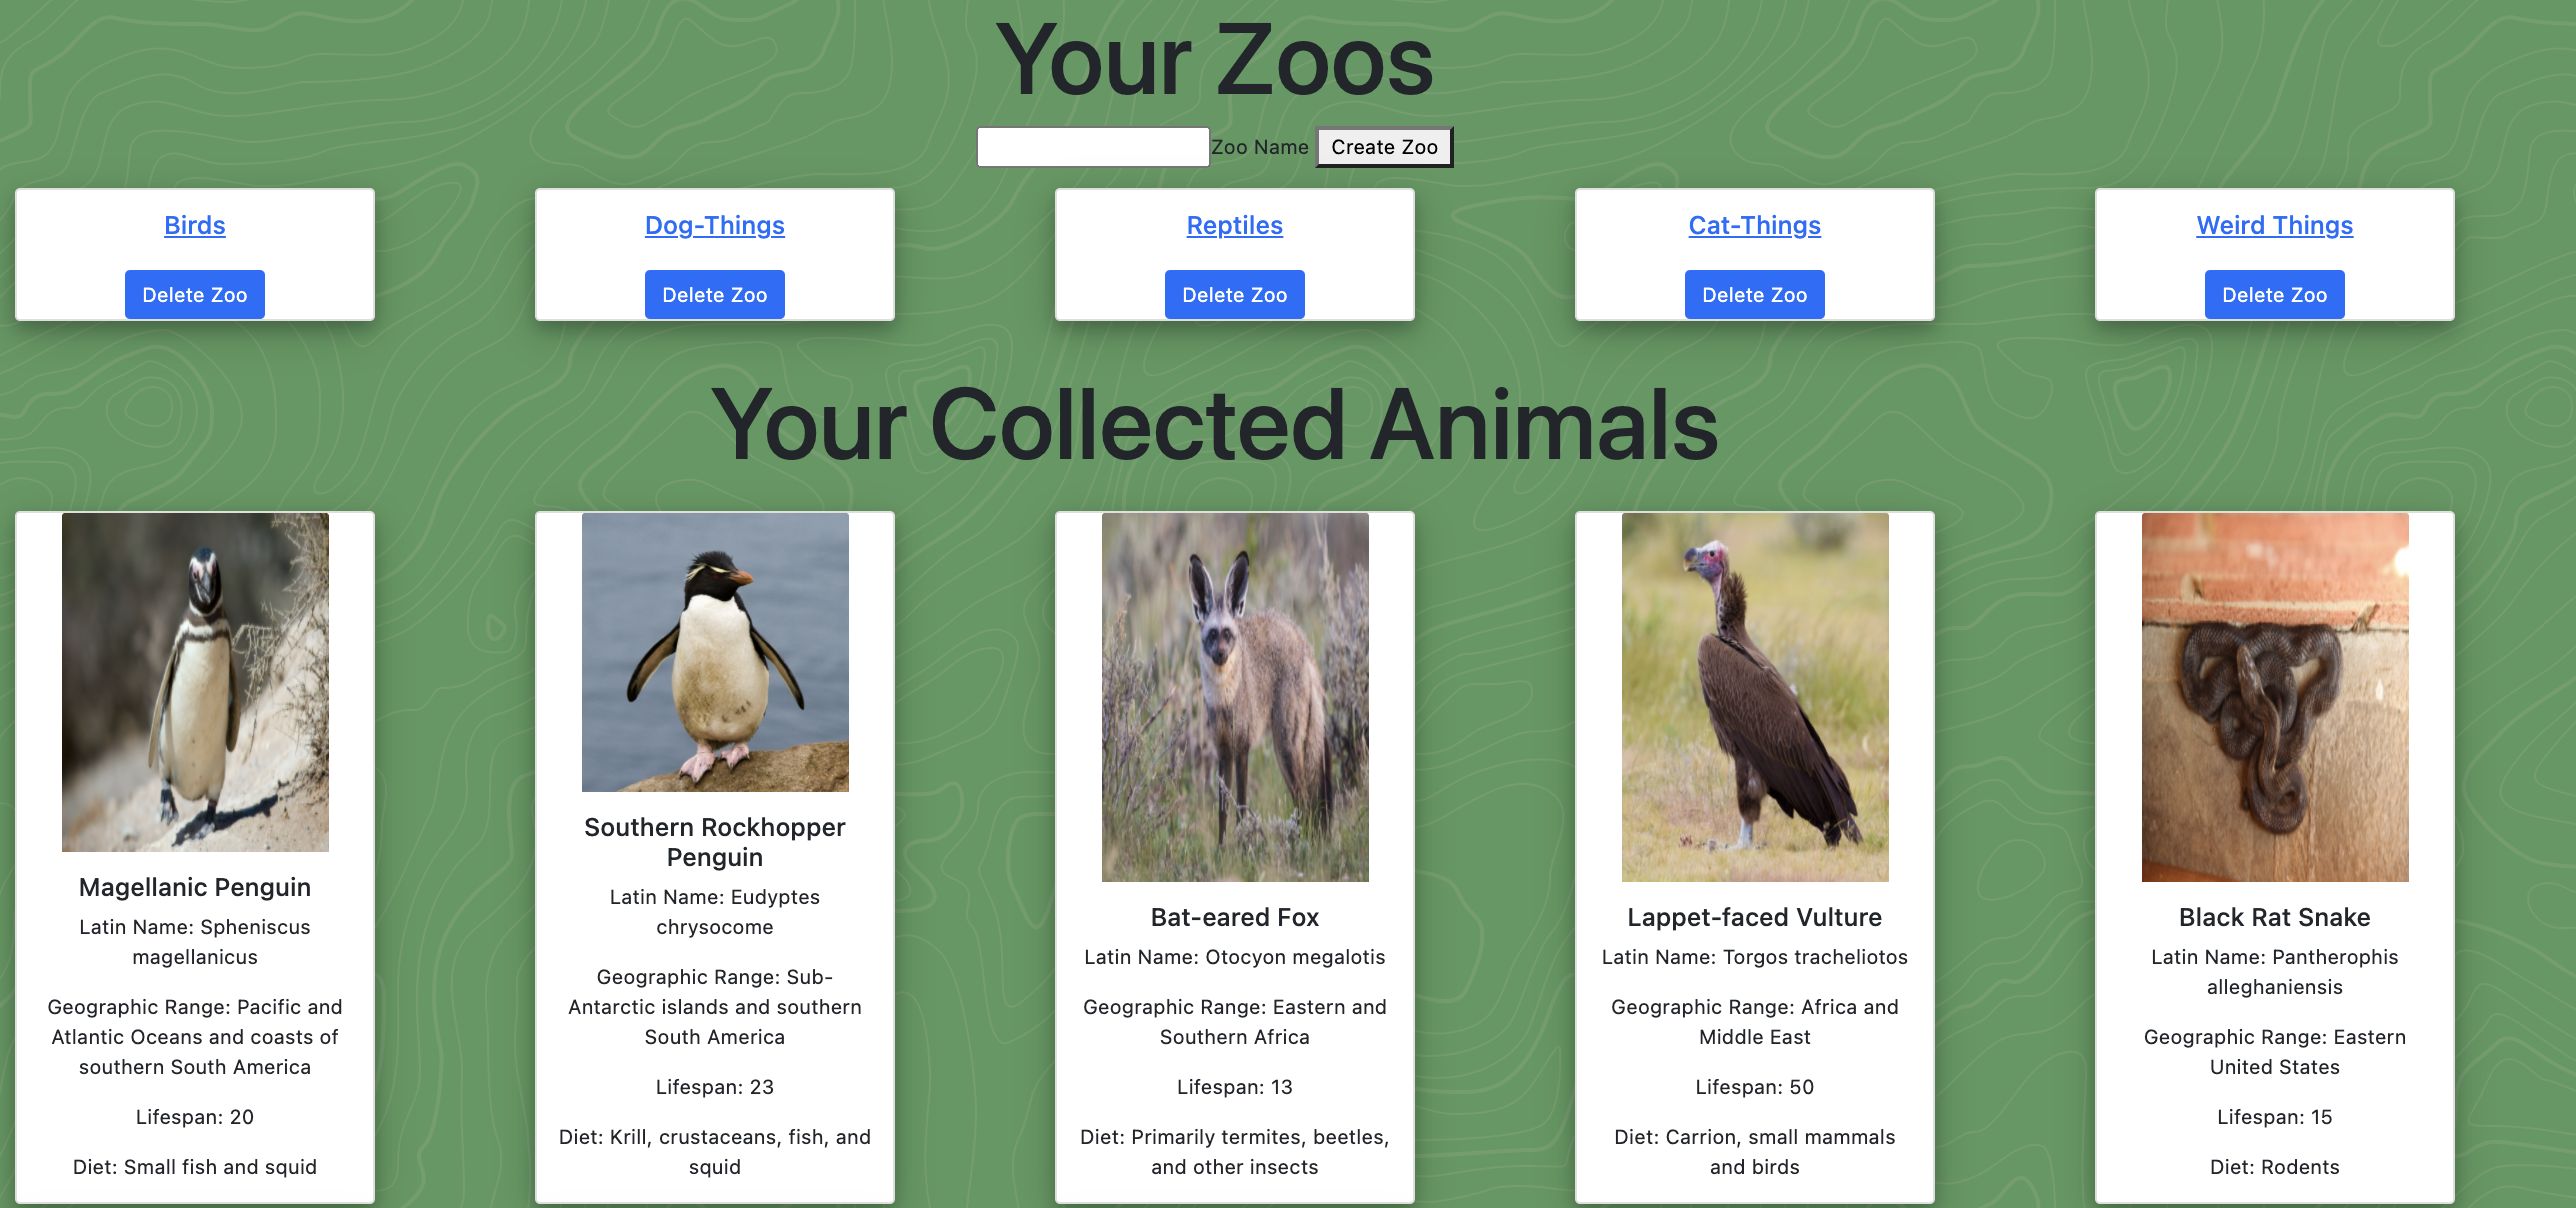 Your Zoos
Zoo Name Create Zoo
Birds
Delete Zoo
Dog-Things
Delete Zoo
Reptiles
Delete Zoo
Cat-Things
Delete Zoo
Weird Things
Delete Zoo
Your Collected Animals
Magellanic Penguin
Latin Name: Spheniscus
magellanicus
Geographic Range: Pacific and
Atlantic Oceans and coasts of
southern South America
Lifespan: 20
Diet: Small fish and squid
Southern Rockhopper
Penguin
Latin Name: Eudyptes
chrysocome
Geographic Range: Sub-
Antarctic islands and southern
South America
Lifespan: 23
Diet: Krill, crustaceans, fish, and
squid
Bat-eared Fox
Latin Name: Otocyon megalotis
Geographic Range: Eastern and
Southern Africa
Lifespan: 13
Diet: Primarily termites, beetles,
and other insects
Lappet-faced Vulture
Latin Name: Torgos tracheliotos
Geographic Range: Africa and
Middle East
Lifespan: 50
Diet: Carrion, small mammals
and birds
Black Rat Snake
Latin Name: Pantherophis
alleghaniensis
Geographic Range: Eastern
United States
Lifespan: 15
Diet: Rodents